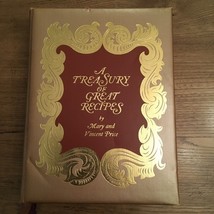 A
TREASURY
OF
GREAT
RECIPES
by
Mary and
Vincent Price